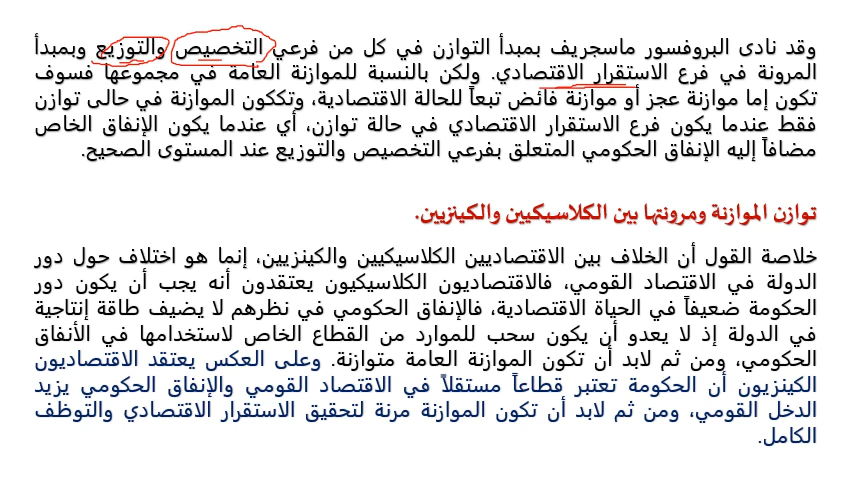 وقد نادى البروفسور ماسجريف بمبدأ التوازن في كل من فرعي التخصيص والتوزيع وبمبدأ
المرونة في فرع الاستقرار الاقتصادي. ولكن بالنسبة للموازنة العامة في مجموعها فسوف
تكون إما موازنة عجز أو موازنة فائض تبعاً للحالة الاقتصادية، وتككون الموازنة في حالى توازن
فقط عندما يكون فرع الاستقرار الاقتصادي في حالة توازن، أي عندما يكون الإنفاق الخاص
مضافاً إليه الإنفاق الحكومي المتعلق بفرعي التخصيص والتوزيع عند المستوى الصحيح.
توازن الموازنة ومرونتها بين الكلاسيكيين والكينزيين.
خلاصة القول أن الخلاف بين الاقتصاديين الكلاسيكيين والكينزيين، إنما هو اختلاف حول دور
الدولة في الاقتصاد القومي، فالاقتصاديون الكلاسيكيون يعتقدون أنه يجب أن يكون دور
الحكومة ضعيفاً في الحياة الاقتصادية، فالإنفاق الحكومي في نظرهم لا يضيف طاقة إنتاجية
في الدولة إذ لا يعدو أن يكون سحب للموارد من القطاع الخاص لاستخدامها في الأنفاق
الحكومي، ومن ثم لابد أن تكون الموازنة العامة متوازنة. وعلى العكس يعتقد الاقتصاديون
الكينزيون أن الحكومة تعتبر قطاعاً مستقلاً في الاقتصاد القومي والإنفاق الحكومي يزيد
الدخل القومي، ومن ثم لابد أن تكون الموازنة مرنة لتحقيق الاستقرار الاقتصادي والتوظف
الكامل.